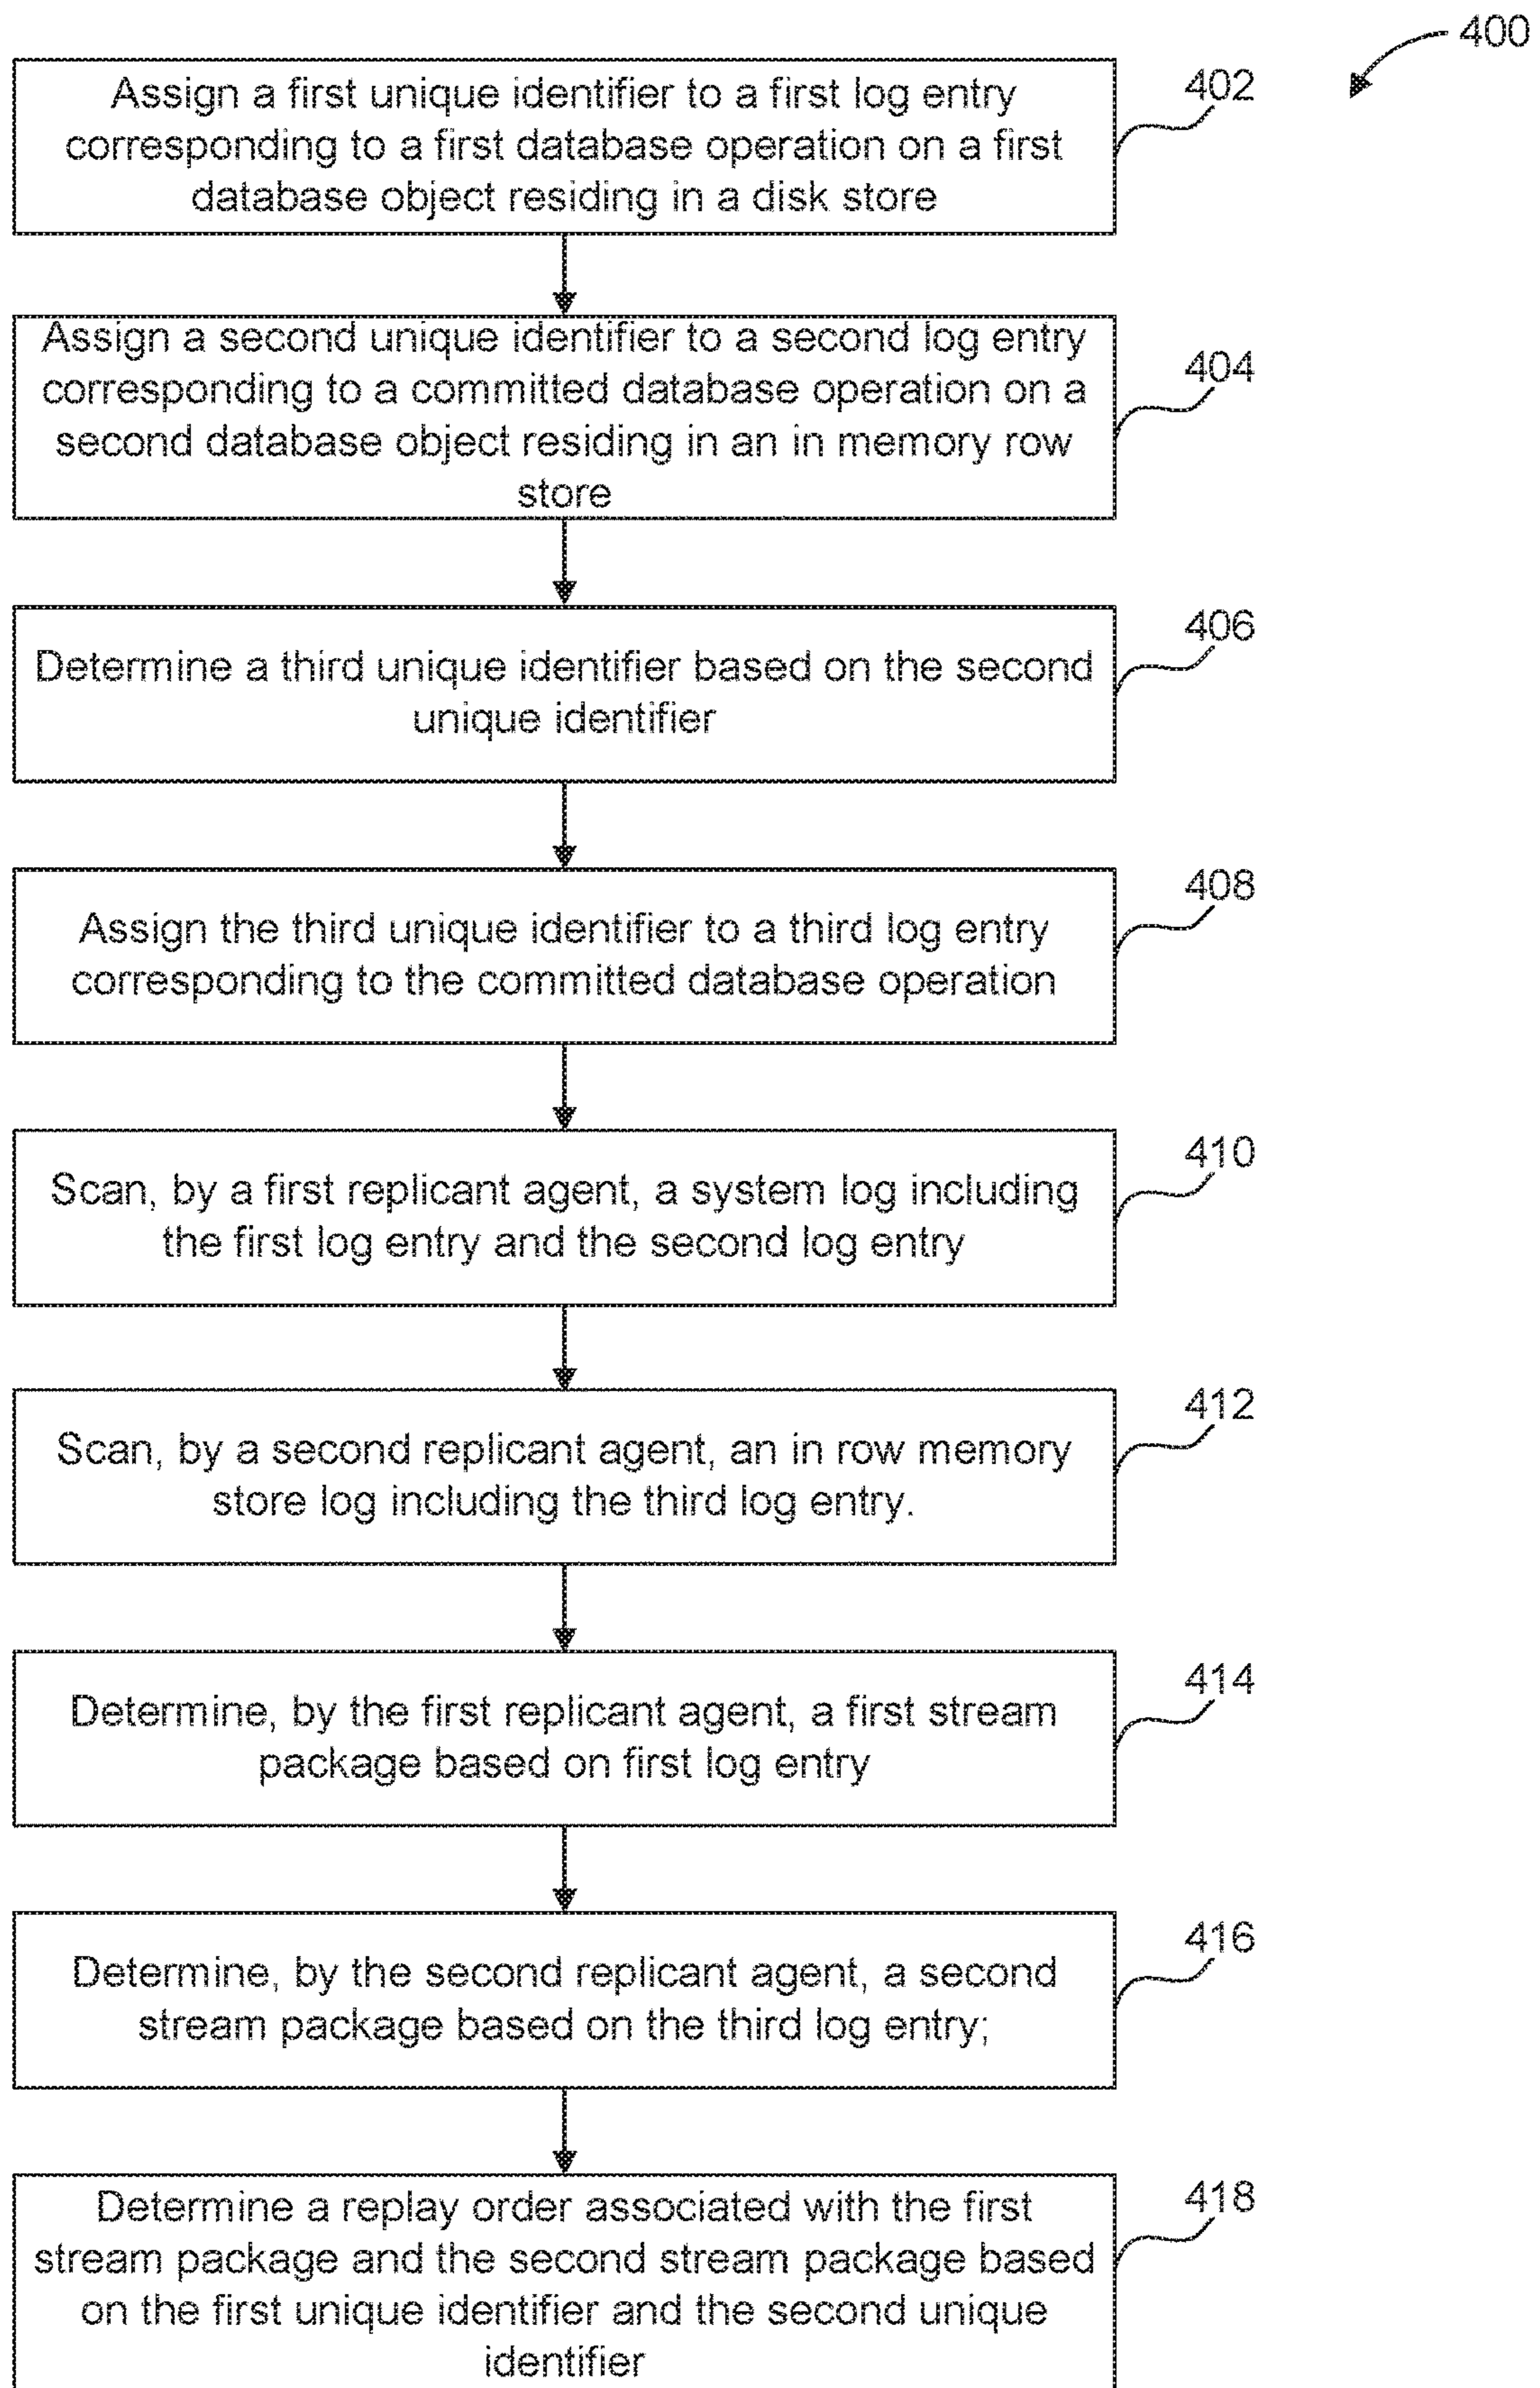 400
Assign a first unique identifier to a first log entry
corresponding to a first database operation on a first
database object residing in a disk store
402
Assign a second unique identifier to a second log entry
corresponding to a committed database operation on a
second database object residing in an in memory row
store
404
Determine a third unique identifier based on the second
unique identifier
406
Assign the third unique identifier to a third log entry
corresponding to the committed database operation
408
Scan, by a first replicant agent, a system log including
the first log entry and the second log entry
410
Scan, by a second replicant agent, an in row memory
store log including the third log entry.
412
Determine, by the first replicant agent, a first stream
package based on first log entry
414
Determine, by the second replicant agent, a second
stream package based on the third log entry;
416
Determine a replay order associated with the first
stream package and the second stream package based
on the first unique identifier and the second unique
identifier
418